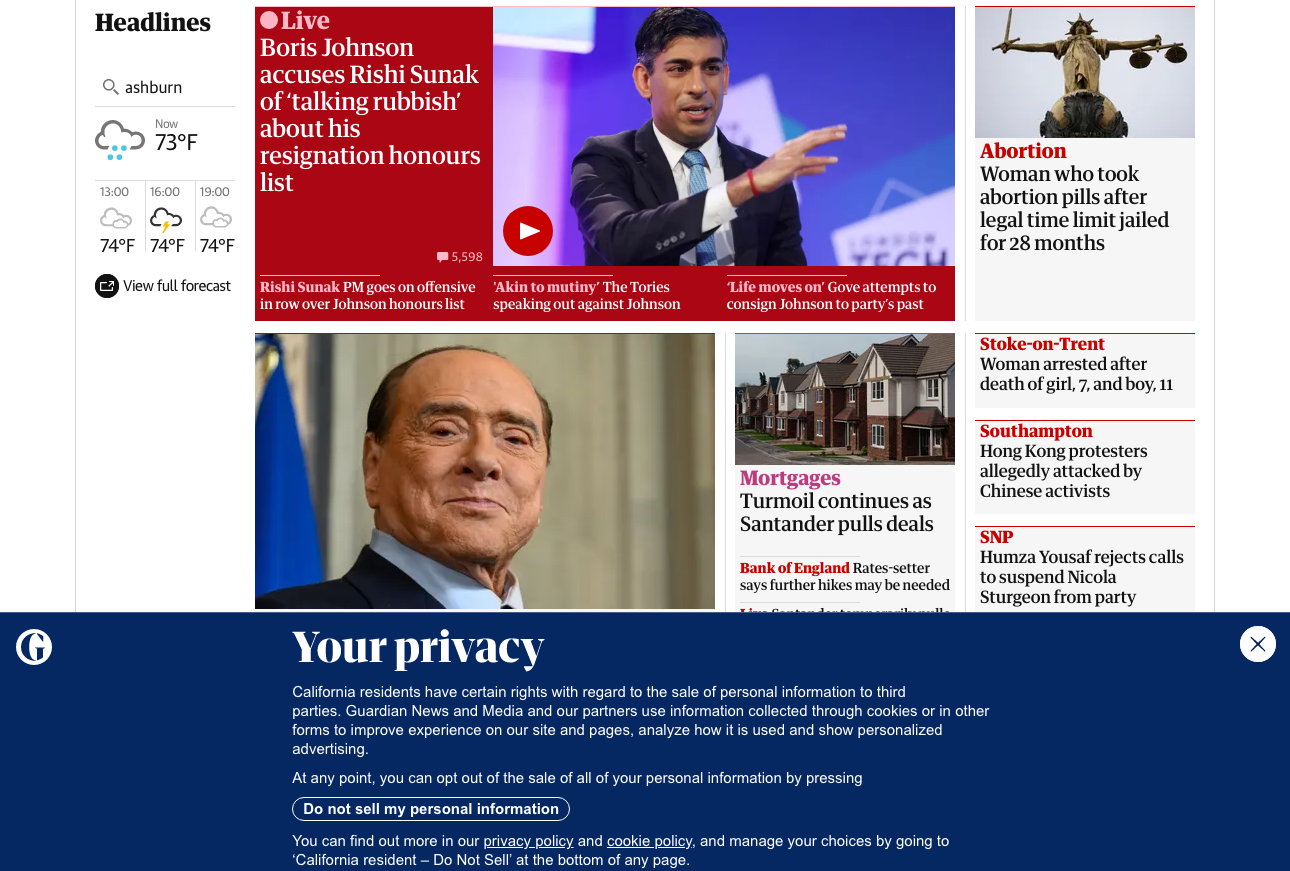 Headlines
ashburn
Now
73°F
13:00
16:00
19:00
74°F
74°F
74°F
View full forecast
Live
Boris Johnson
accuses Rishi Sunak
of ‘talking rubbish’
about his
resignation honours
list
5,598
LONDON
TECH
Rishi Sunak PM goes on offensive
in row over Johnson honours list
‘Akin to mutiny’ The Tories
speaking out against Johnson
‘Life moves on’ Gove attempts to
consign Johnson to party’s past
Abortion
Woman who took
abortion pills after
legal time limit jailed
for 28 months
Mortgages
Turmoil continues as
Santander pulls deals
Bank of England Rates-setter
says further hikes may be needed
Live Santander temporarily pulls
Stoke-on-Trent
Woman arrested after
death of girl, 7, and boy, 11
Southampton
Hong Kong protesters
allegedly attacked by
Chinese activists
SNP
Humza Yousaf rejects calls
to suspend Nicola
Sturgeon from party
Your privacy
California residents have certain rights with regard to the sale of personal information to third
parties. Guardian News and Media and our partners use information collected through cookies or in other
forms to improve experience on our site and pages, analyze how it is used and show personalized
advertising.
At any point, you can opt out of the sale of all of your personal information by pressing
Do not sell my personal information
You can find out more in our privacy policy and cookie policy, and manage your choices by going to
‘California resident – Do Not Sell’ at the bottom of any page.